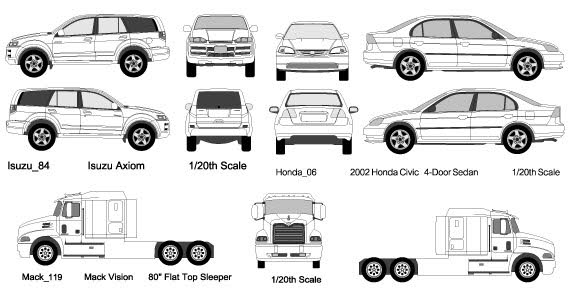 Isuzu_84 Isuzu Axiom 1/20th Scale
Honda_06 2002 Honda Civic 4-Door Sedan 1/20th Scale
Mack_119 Mack Vision 80" Flat Top Sleeper 1/20th Scale